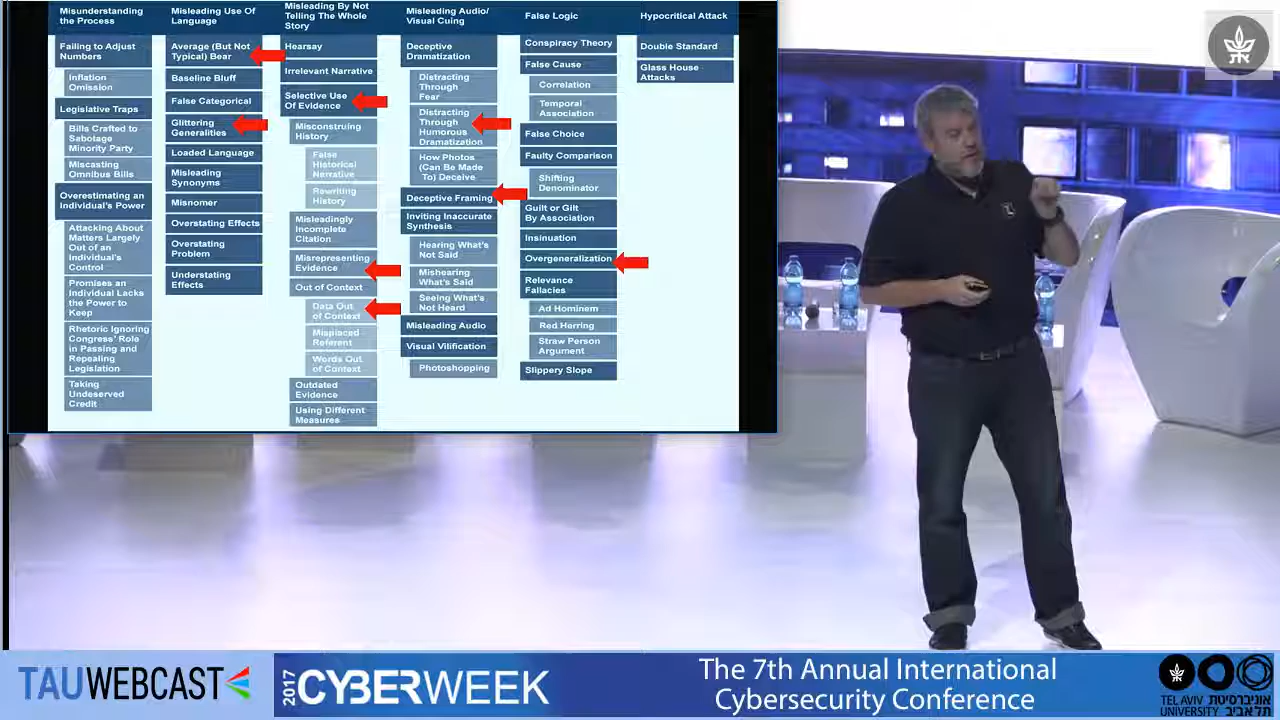 Misunderstanding
the Process
Failing to Adjust
Numbers
Inflation
Omission
Legislative Traps
Bills Crafted to
Sabotage
Minority Party
Miscasting
Omnibus Bills
Overestimating an
Individual's Power
Attacking About
Matters Largely
Out of an
Individual's
Control
Promises an
Individual Lacks
the Power to
Keep
Rhetoric Ignoring
Congress' Role
in Passing and
Repealing
Legislation
Taking
Undeserved
Credit
Misleading Use Of
Language
Average (But Not
Typical) Bear
Baseline Bluff
False Categorical
Glittering
Generalities
Loaded Language
Misleading
Synonyms
Misnomer
Overstating Effects
Overstating
Problem
Understating
Effects
Misleading By Not
Telling The Whole
Story
Hearsay
Irrelevant Narrative
Selective Use
Of Evidence
Misconstruing
History
False
Historical
Narrative
Rewriting
History
Misleadingly
Incomplete
Citation
Misrepresenting
Evidence
Out of Context
Data Out
of Context
Misplaced
Referent
Words Out
of Context
Outdated
Evidence
Using Different
Measures
Misleading Audio/
Visual Cuing
Deceptive
Dramatization
Distracting
Through
Fear
Distracting
Through
Humorous
Dramatization
How Photos
(Can Be Made
To) Deceive
Deceptive Framing
Inviting Inaccurate
Synthesis
Hearing What's
Not Said
Mishearing
What's Said
Seeing What's
Not Heard
Misleading Audio
Visual Vilification
Photoshopping
False Logic
Conspiracy Theory
False Cause
Correlation
Temporal
Association
False Choice
Faulty Comparison
Shifting
Denominator
Guilt or Gilt
By Association
Insinuation
Overgeneralization
Relevance
Fallacies
Ad Hominem
Red Herring
Straw Person
Argument
Slippery Slope
Hypocritical Attack
Double Standard
Glass House
Attacks
TAUWEBCAST
2017
CYBERWEEK
The 7th Annual International
Cybersecurity Conference
TEL AVIV אוניברסיטת
UNIVERSITY תל אביב